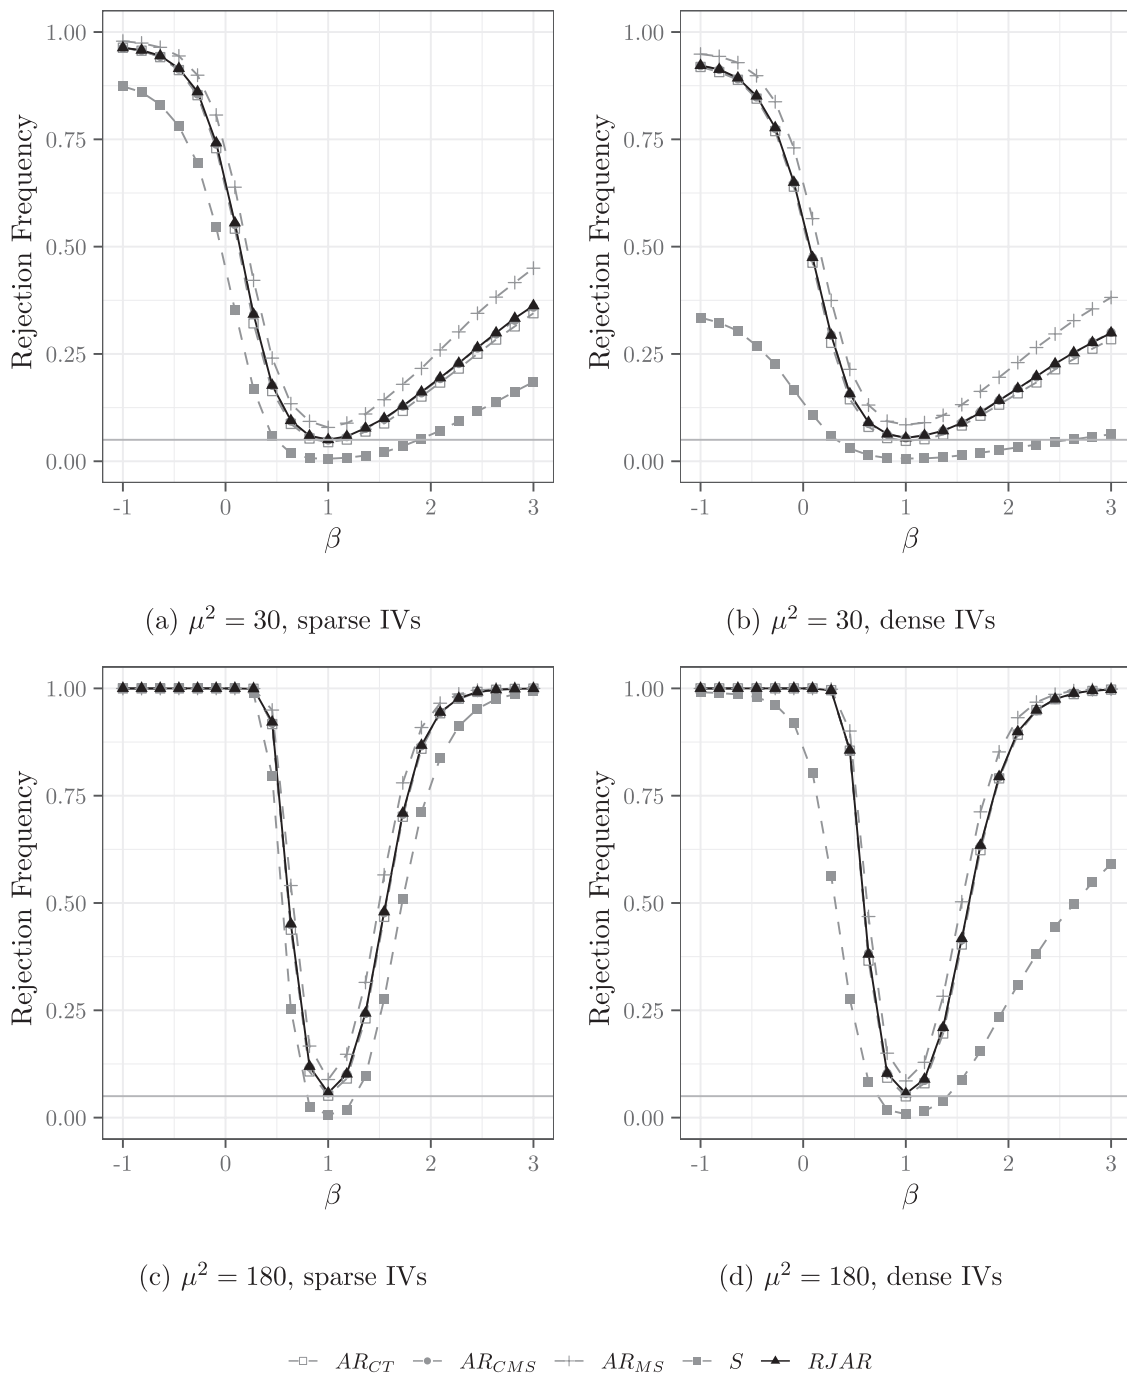 1.00
0.75
0.50
0.25
0.00
Rejection Frequency
-1 0 1 2 3
β
(a) μ² = 30, sparse IVs
1.00
0.75
0.50
0.25
0.00
Rejection Frequency
-1 0 1 2 3
β
(b) μ² = 30, dense IVs
1.00
0.75
0.50
0.25
0.00
Rejection Frequency
-1 0 1 2 3
β
(c) μ² = 180, sparse IVs
1.00
0.75
0.50
0.25
0.00
Rejection Frequency
-1 0 1 2 3
β
(d) μ² = 180, dense IVs
AR_CT AR_CMS AR_MS S RJAR